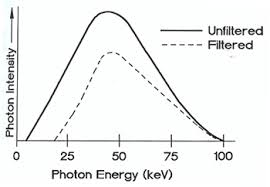 Unfiltered
Filtered
Photon Intensity
0 25 50 75 100
Photon Energy (keV)